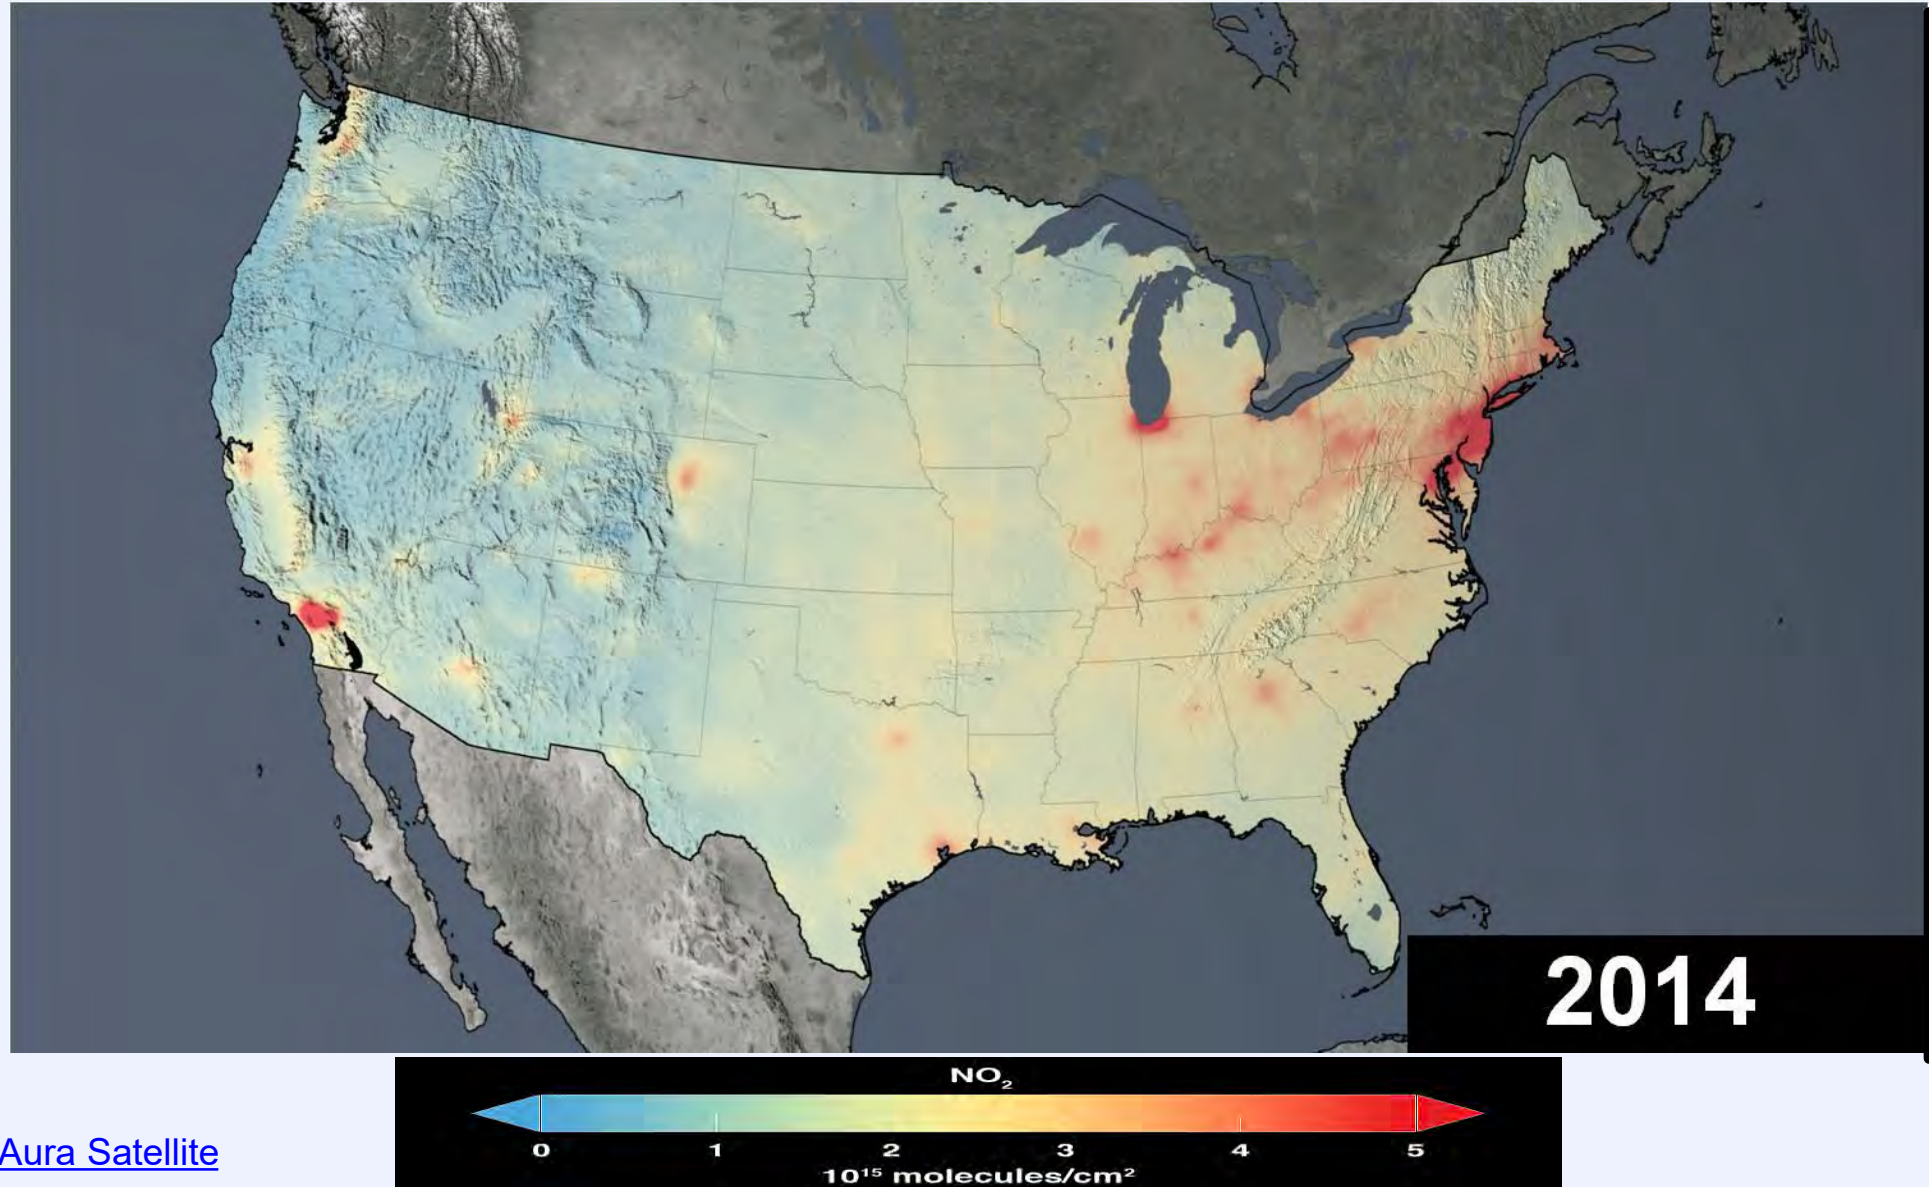 2014
NO₂
0 1 2 3 4 5
10¹⁵ molecules/cm²
Aura Satellite